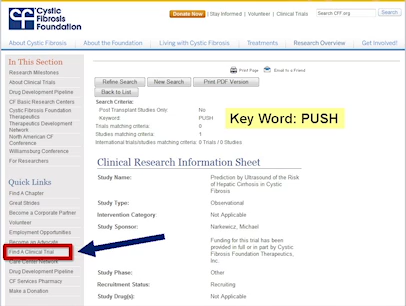 Cystic
Fibrosis
Foundation
Donate Now Stay Informed | Volunteer | Clinical Trials Search CFF.org Search
About Cystic Fibrosis About the Foundation Living with Cystic Fibrosis Treatments Research Overview Get Involved!
In This Section
Research Milestones
About Clinical Trials
Drug Development Pipeline
CF Basic Research Centers
Cystic Fibrosis Foundation
Therapeutics
Therapeutics Development
Network
North American CF
Conference
Williamsburg Conference
For Researchers
Quick Links
Find A Chapter
Great Strides
Become a Corporate Partner
Volunteer
Employment Opportunities
Become an Advocate
Find A Clinical Trial
Care Center Network
Drug Development Pipeline
CF Services Pharmacy
Make a Donation
Print Page Email to a Friend
Refine Search New Search Print PDF Version
Back to List
Search Criteria:
Post Transplant Studies Only: No
Keyword: PUSH
Trials matching criteria: 0
Studies matching criteria: 1
International trials/studies matching criteria: 0 Trials / 0 Studies
Key Word: PUSH
Clinical Research Information Sheet
Study Name: Prediction by Ultrasound of the Risk
of Hepatic Cirrhosis in Cystic
Fibrosis
Study Type: Observational
Intervention Category: Not Applicable
Study Sponsor: Narkewicz, Michael
Funding for this trial has been
provided in full or in part by Cystic
Fibrosis Foundation Therapeutics,
Inc.
Study Phase: Other
Recruitment Status: Recruiting
Study Drug(s): Not Applicable